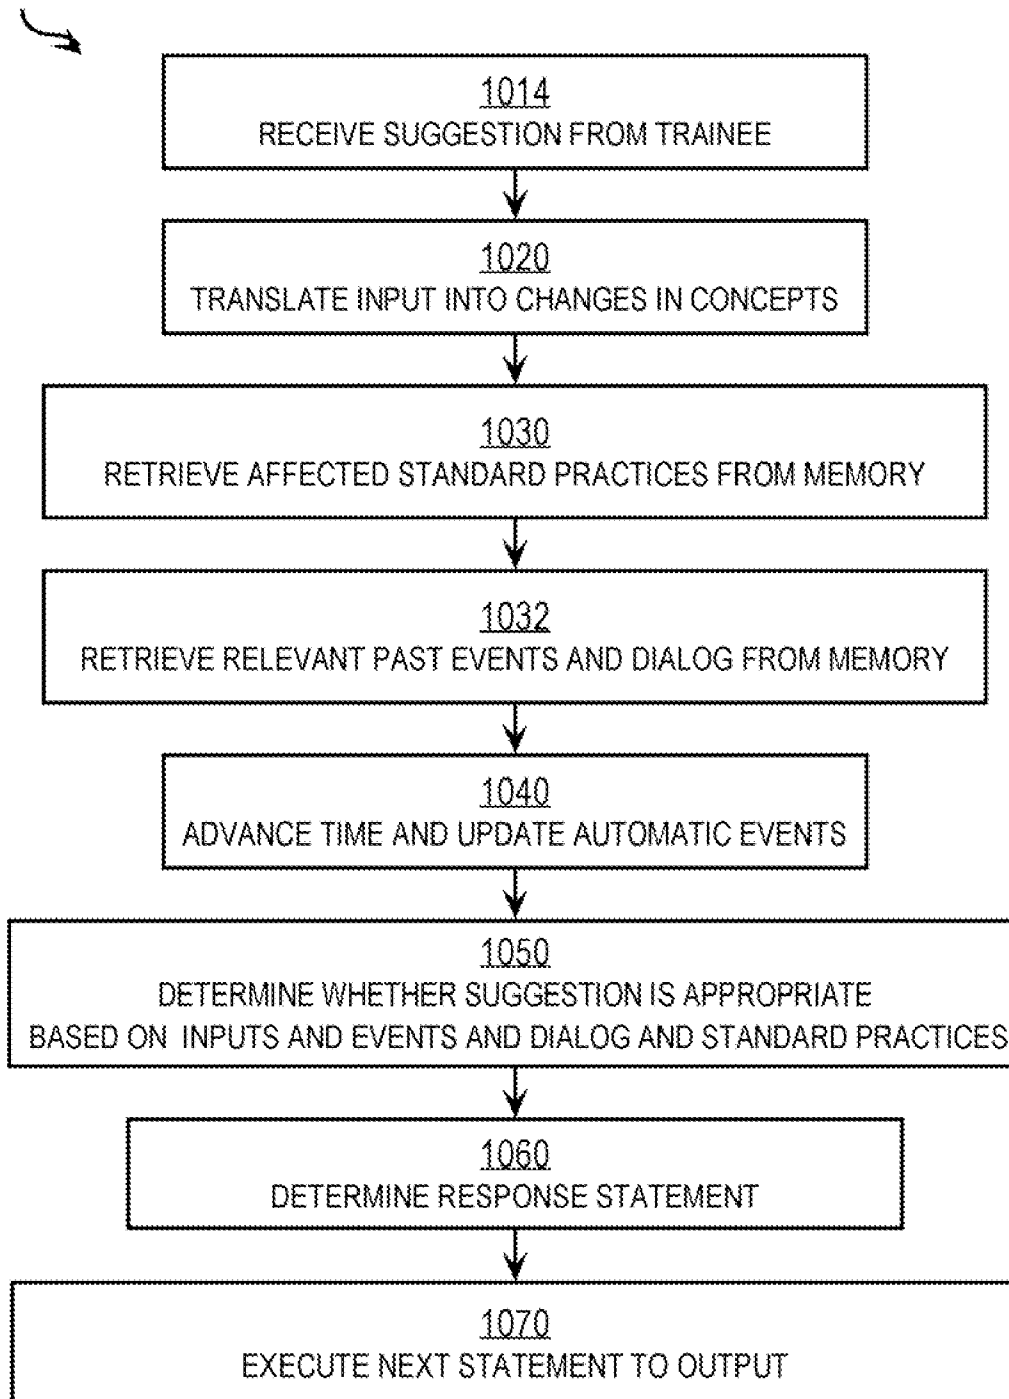 1014
RECEIVE SUGGESTION FROM TRAINEE
1020
TRANSLATE INPUT INTO CHANGES IN CONCEPTS
1030
RETRIEVE AFFECTED STANDARD PRACTICES FROM MEMORY
1032
RETRIEVE RELEVANT PAST EVENTS AND DIALOG FROM MEMORY
1040
ADVANCE TIME AND UPDATE AUTOMATIC EVENTS
1050
DETERMINE WHETHER SUGGESTION IS APPROPRIATE
BASED ON INPUTS AND EVENTS AND DIALOG AND STANDARD PRACTICES
1060
DETERMINE RESPONSE STATEMENT
1070
EXECUTE NEXT STATEMENT TO OUTPUT